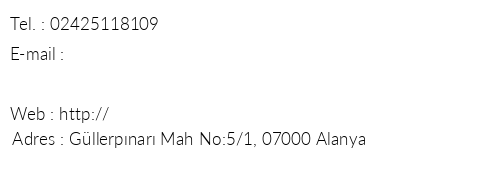 Tel. : 02425118109
E-mail :
Web : http://
Adres : Güllerpınarı Mah No:5/1, 07000 Alanya